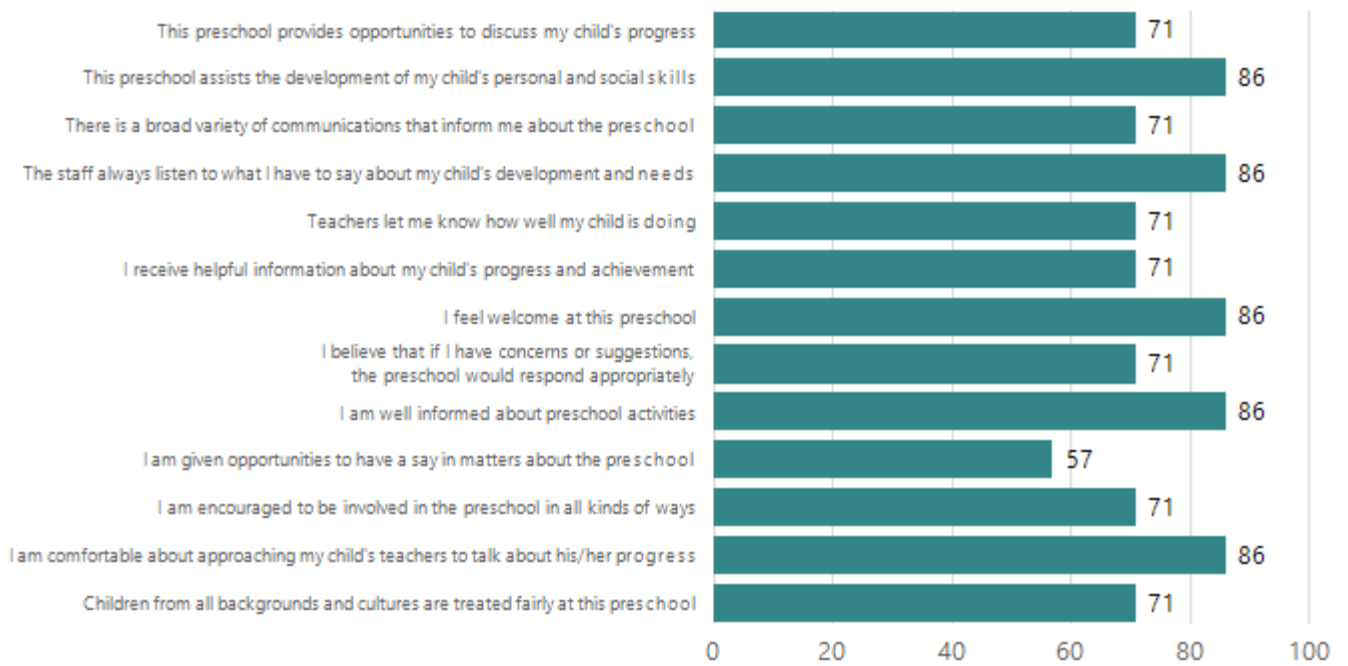 This preschool provides opportunities to discuss my child's progress 71
This preschool assists the development of my child's personal and social skills 86
There is a broad variety of communications that inform me about the preschool 71
The staff always listen to what I have to say about my child's development and needs 86
Teachers let me know how well my child is doing 71
I receive helpful information about my child's progress and achievement 71
I feel welcome at this preschool 86
I believe that if I have concerns or suggestions,
the preschool would respond appropriately 71
I am well informed about preschool activities 86
I am given opportunities to have a say in matters about the preschool 57
I am encouraged to be involved in the preschool in all kinds of ways 71
I am comfortable about approaching my child's teachers to talk about his/her progress 86
Children from all backgrounds and cultures are treated fairly at this preschool 71
0 20 40 60 80 100